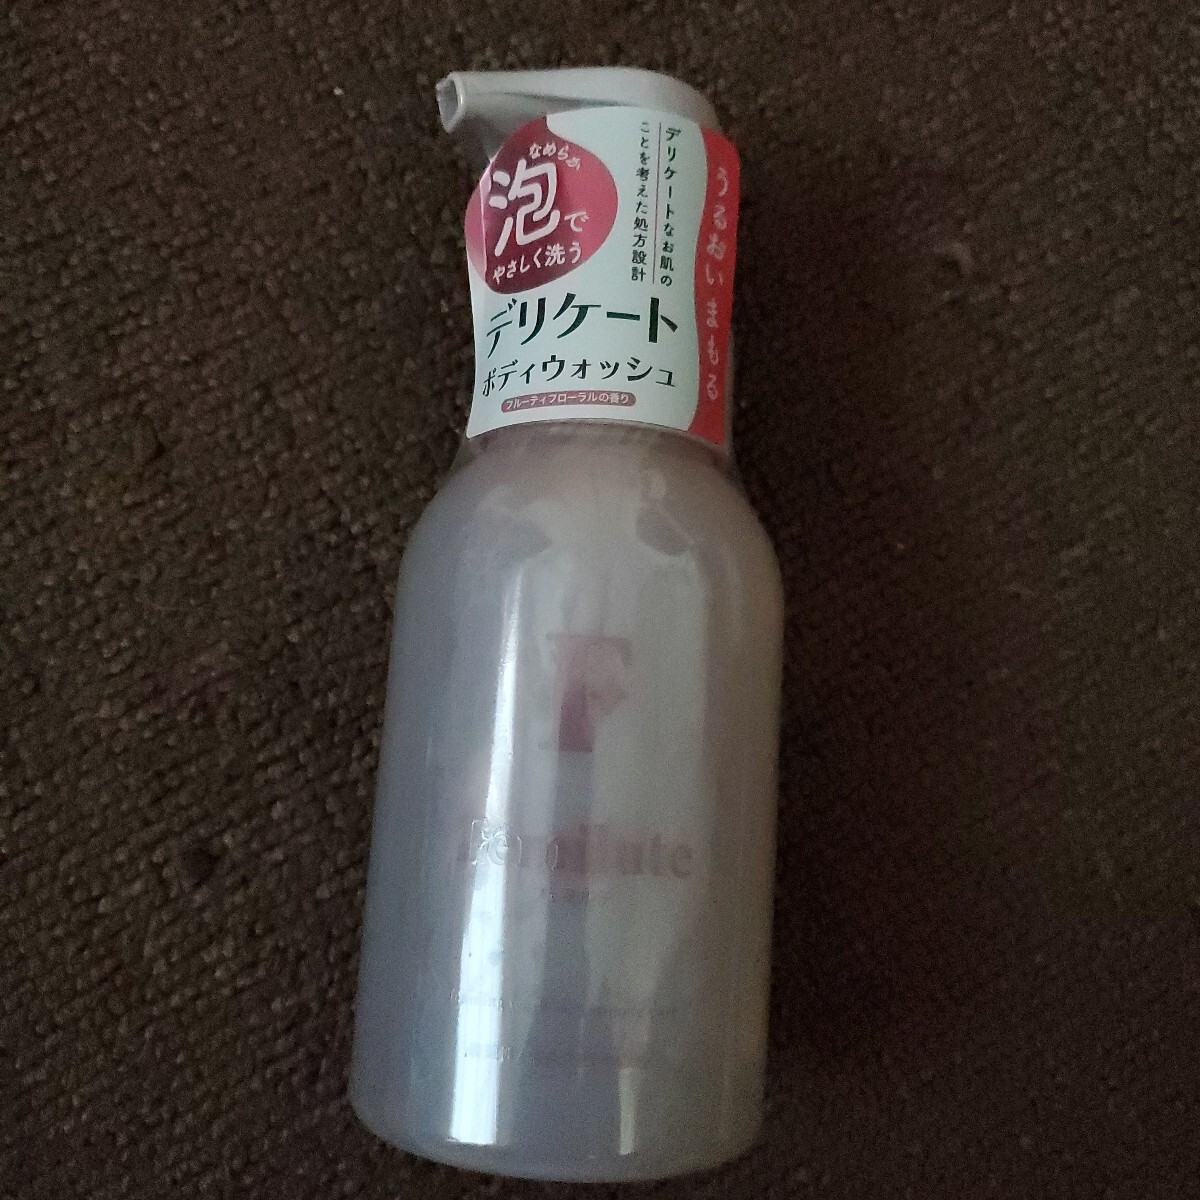 なめらか
泡で
やさしく洗う
デリケートなお肌の
ことを考えた処方設計
うるおいまもる
デリケート
ボディウォッシュ
フルーティフローラルの香り
F